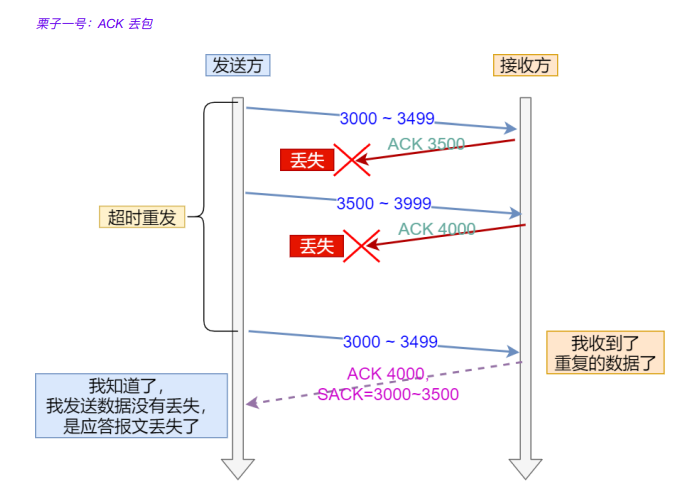 栗子一号：ACK 丢包
发送方
接收方
3000 ~ 3499
ACK 3500
丢失
3500 ~ 3999
超时重发
ACK 4000
丢失
3000 ~ 3499
我收到了
重复的数据了
ACK 4000,
SACK=3000~3500
我知道了，
我发送数据没有丢失，
是应答报文丢失了